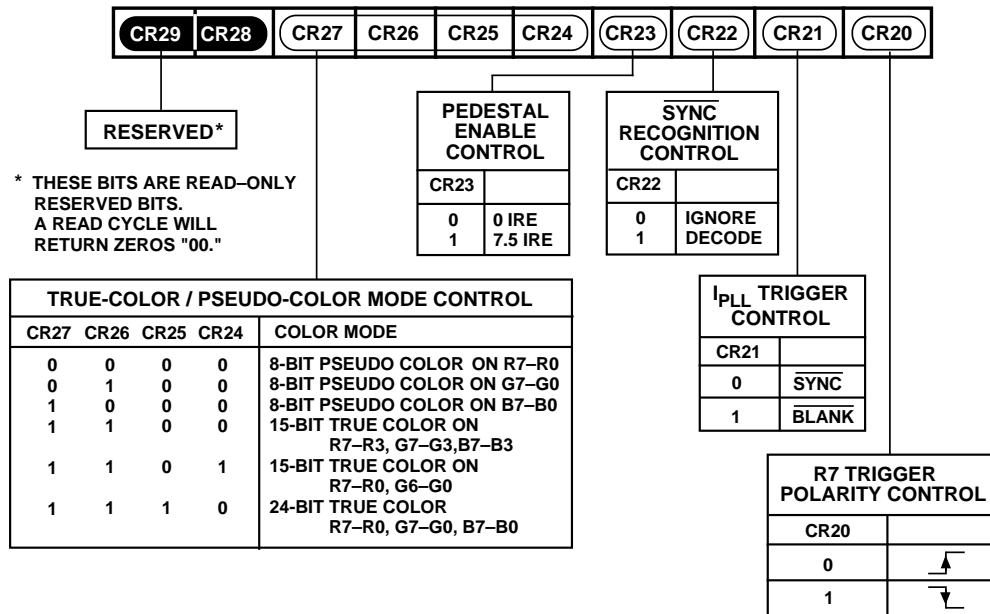 CR29 CR28 CR27 CR26 CR25 CR24 CR23 CR22 CR21 CR20
RESERVED*
* THESE BITS ARE READ–ONLY
RESERVED BITS.
A READ CYCLE WILL
RETURN ZEROS "00."
PEDESTAL
ENABLE
CONTROL
CR23
0 0 IRE
1 7.5 IRE
SYNC
RECOGNITION
CONTROL
CR22
0 IGNORE
1 DECODE
TRUE-COLOR / PSEUDO-COLOR MODE CONTROL
CR27 CR26 CR25 CR24 COLOR MODE
0 0 0 0 8-BIT PSEUDO COLOR ON R7–R0
0 1 0 0 8-BIT PSEUDO COLOR ON G7–G0
1 0 0 0 8-BIT PSEUDO COLOR ON B7–B0
1 1 0 0 15-BIT TRUE COLOR ON
R7–R3, G7–G3,B7–B3
1 1 0 1 15-BIT TRUE COLOR ON
R7–R0, G6–G0
1 1 1 0 24-BIT TRUE COLOR
R7–R0, G7–G0, B7–B0
IPLL TRIGGER
CONTROL
CR21
0 SYNC
1 BLANK
R7 TRIGGER
POLARITY CONTROL
CR20
0
1